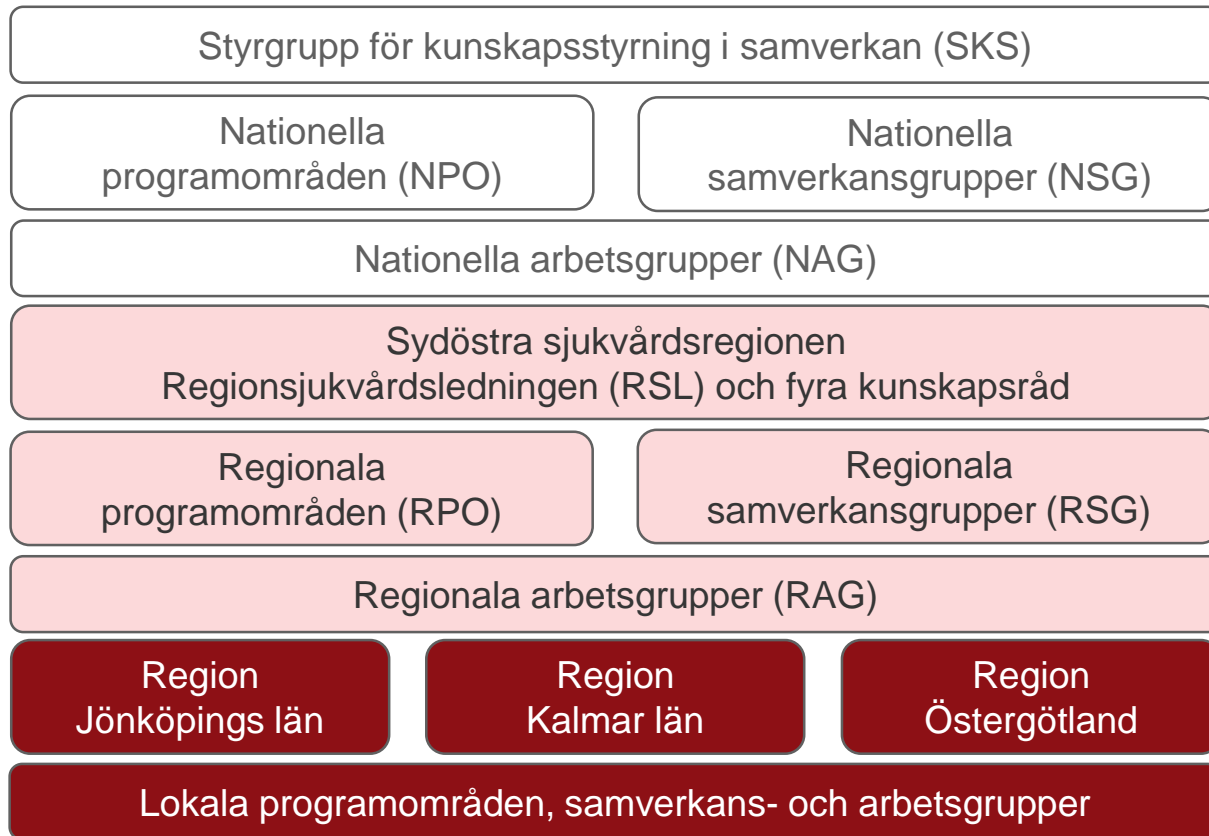 Styrgrupp för kunskapsstyrning i samverkan (SKS)
Nationella
programområden (NPO)
Nationella
samverkansgrupper (NSG)
Nationella arbetsgrupper (NAG)
Sydöstra sjukvårdsregionen
Regionsjukvårdsledningen (RSL) och fyra kunskapsråd
Regionala
programområden (RPO)
Regionala
samverkansgrupper (RSG)
Regionala arbetsgrupper (RAG)
Region
Jönköpings län
Region
Kalmar län
Region
Östergötland
Lokala programområden, samverkans- och arbetsgrupper